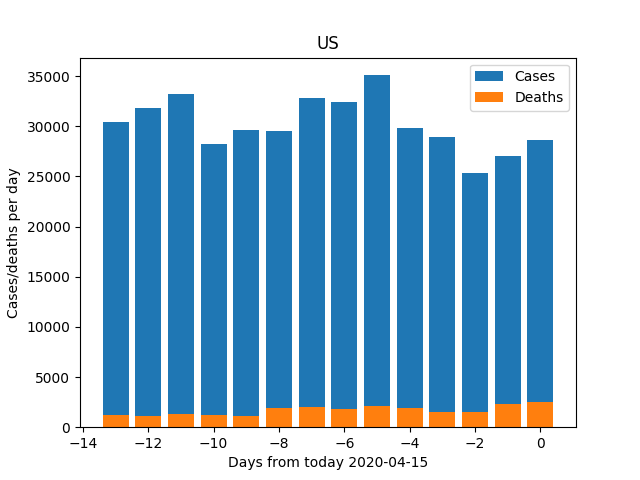 US
Cases
Deaths
35000
30000
25000
20000
15000
10000
5000
0
Cases/deaths per day
−14 −12 −10 −8 −6 −4 −2 0
Days from today 2020-04-15